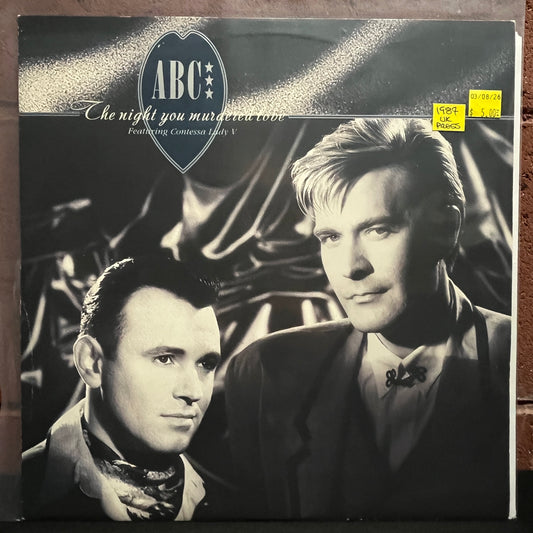 ABC
The night you murdered love
Featuring Contessa Lady V
1987
UK
PRESS
03/08/26
$ 5.00